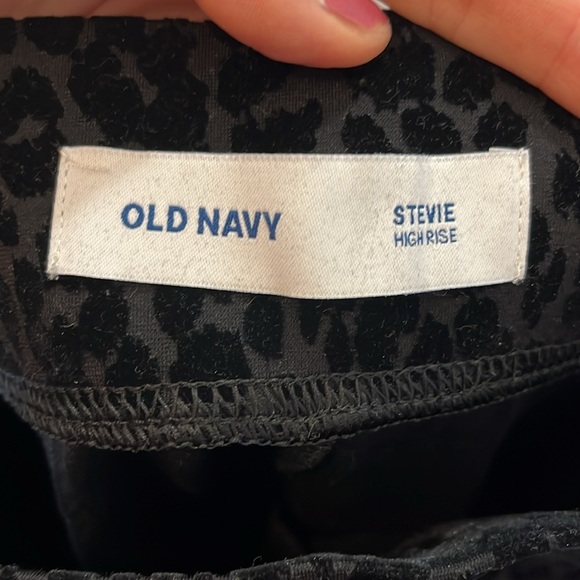 OLD NAVY
STEVIE
HIGH RISE